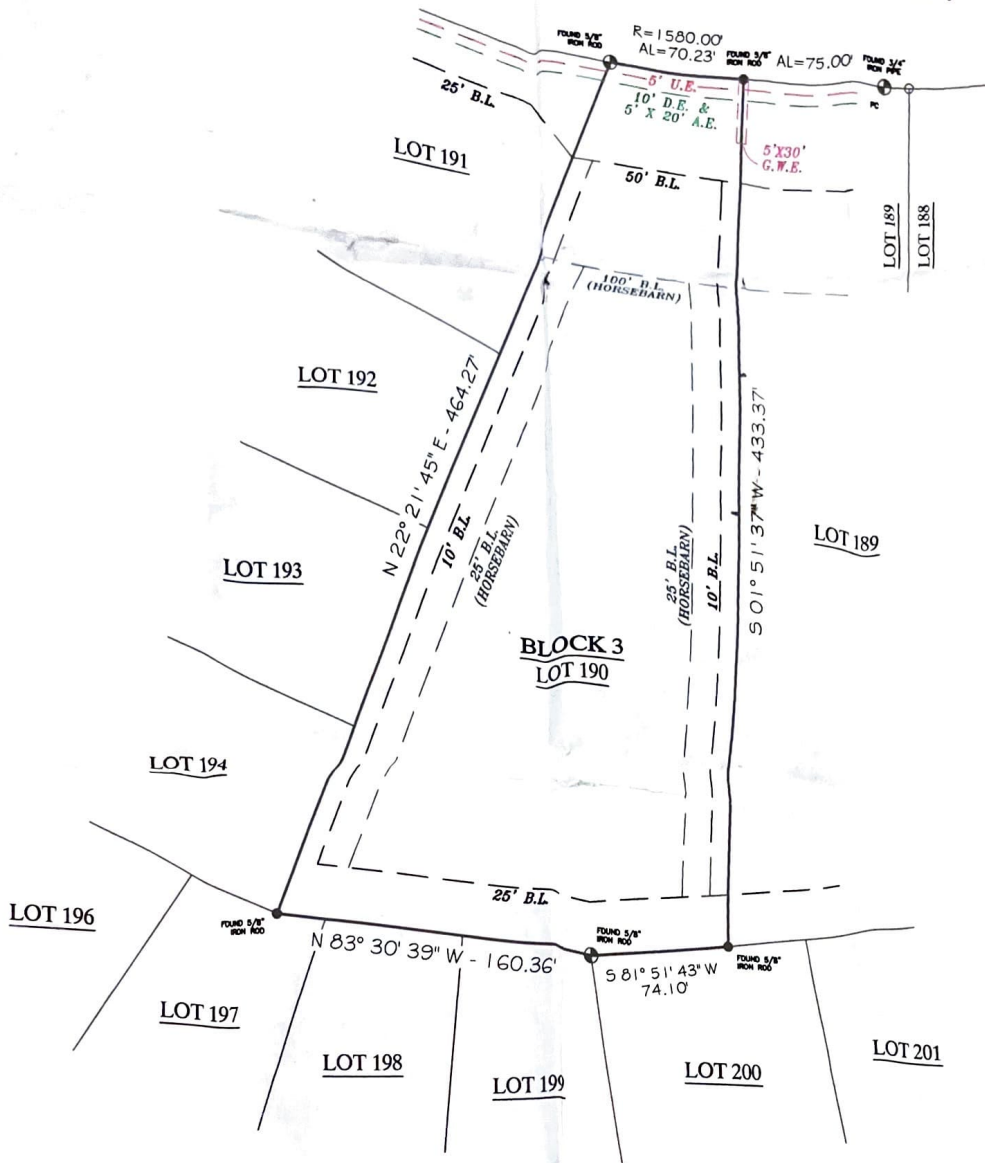 FOUND 5/8"
IRON ROD
R=1580.00'
AL=70.23'
FOUND 5/8"
IRON ROD
AL=75.00'
FOUND 3/4"
IRON PIPE
PC
25' B.L.
5' U.E.
10' D.E. &
5' X 20' A.E.
5'X30'
G.W.E.
LOT 191
50' B.L.
LOT 189
LOT 188
100' B.L.
(HORSEBARN)
LOT 192
N 22° 21' 45" E - 464.27'
10' B.L.
25' B.L.
(HORSEBARN)
25' B.L.
(HORSEBARN)
10' B.L.
S 01° 51' 37" W - 433.37'
LOT 189
LOT 193
BLOCK 3
LOT 190
LOT 194
25' B.L.
LOT 196
FOUND 5/8"
IRON ROD
N 83° 30' 39" W - 160.36'
FOUND 5/8"
IRON ROD
S 81° 51' 43" W
74.10'
FOUND 5/8"
IRON ROD
LOT 197
LOT 198
LOT 199
LOT 200
LOT 201